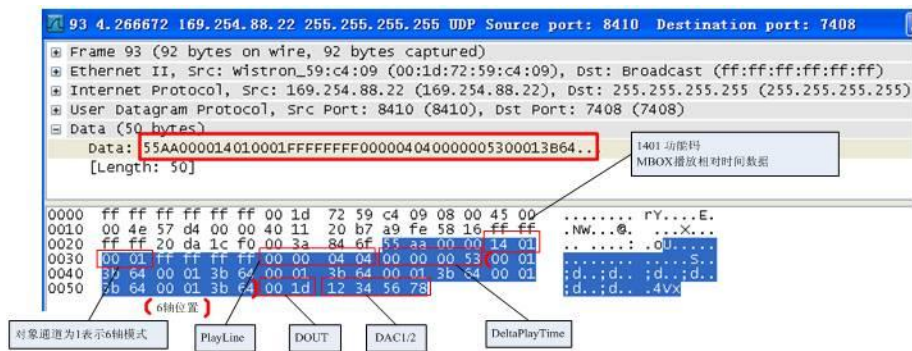 93 4.266672 169.254.88.22 255.255.255.255 UDP Source port: 8410 Destination port: 7408
Frame 93 (92 bytes on wire, 92 bytes captured)
Ethernet II, Src: Wistron_59:c4:09 (00:1d:72:59:c4:09), Dst: Broadcast (ff:ff:ff:ff:ff:ff)
Internet Protocol, Src: 169.254.88.22 (169.254.88.22), Dst: 255.255.255.255 (255.255.255.255)
User Datagram Protocol, Src Port: 8410 (8410), Dst Port: 7408 (7408)
Data (50 bytes)
Data: 55AA000014010001FFFFFFFF000004040000005300013B64...
[Length: 50]
1401 功能码
MBOX播放相对时间数据
0000 ff ff ff ff ff ff 00 1d 72 59 c4 09 08 00 45 00 ........ rY....E.
0010 00 4e 57 d4 00 00 40 11 20 b7 a9 fe 58 16 ff ff .NW...@. ...X...
0020 ff ff 20 da 1c f0 00 3a 84 6f 55 aa 00 00 14 01 .. ....: .oU.....
0030 00 01 ff ff ff ff 00 00 04 04 00 00 00 53 00 01 ........ .....S..
0040 3b 64 00 01 3b 64 00 01 3b 64 00 01 3b 64 00 01 ;d..;d.. ;d..;d..
0050 3b 64 00 01 3b 64 00 1d 12 34 56 78 ;d..;d.. .4Vx
(6轴位置)
对象通道为1表示6轴模式
PlayLine
DOUT
DAC1/2
DeltaPlayTime